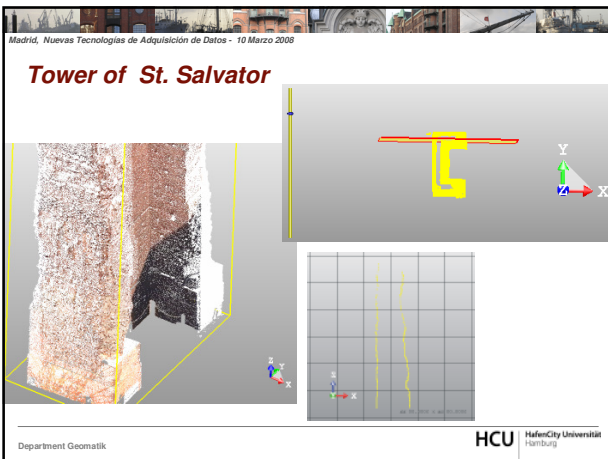 Madrid, Nuevas Tecnologías de Adquisición de Datos - 10 Marzo 2008
Tower of St. Salvator
Y
Z
X
Z
Y
X
X
Department Geomatik
HCU
HafenCity Universität
Hamburg